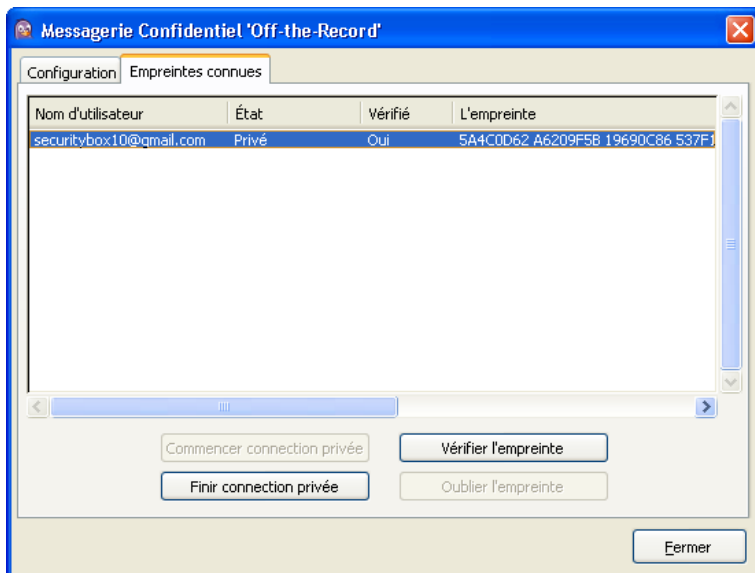 Messagerie Confidentiel 'Off-the-Record'
Configuration Empreintes connues
Nom d'utilisateur État Vérifié L'empreinte
securitybox10@gmail.com Privé Oui 5A4C0D62 A6209F5B 19690C86 537F1
Commencer connection privée Vérifier l'empreinte
Finir connection privée Oublier l'empreinte
Fermer